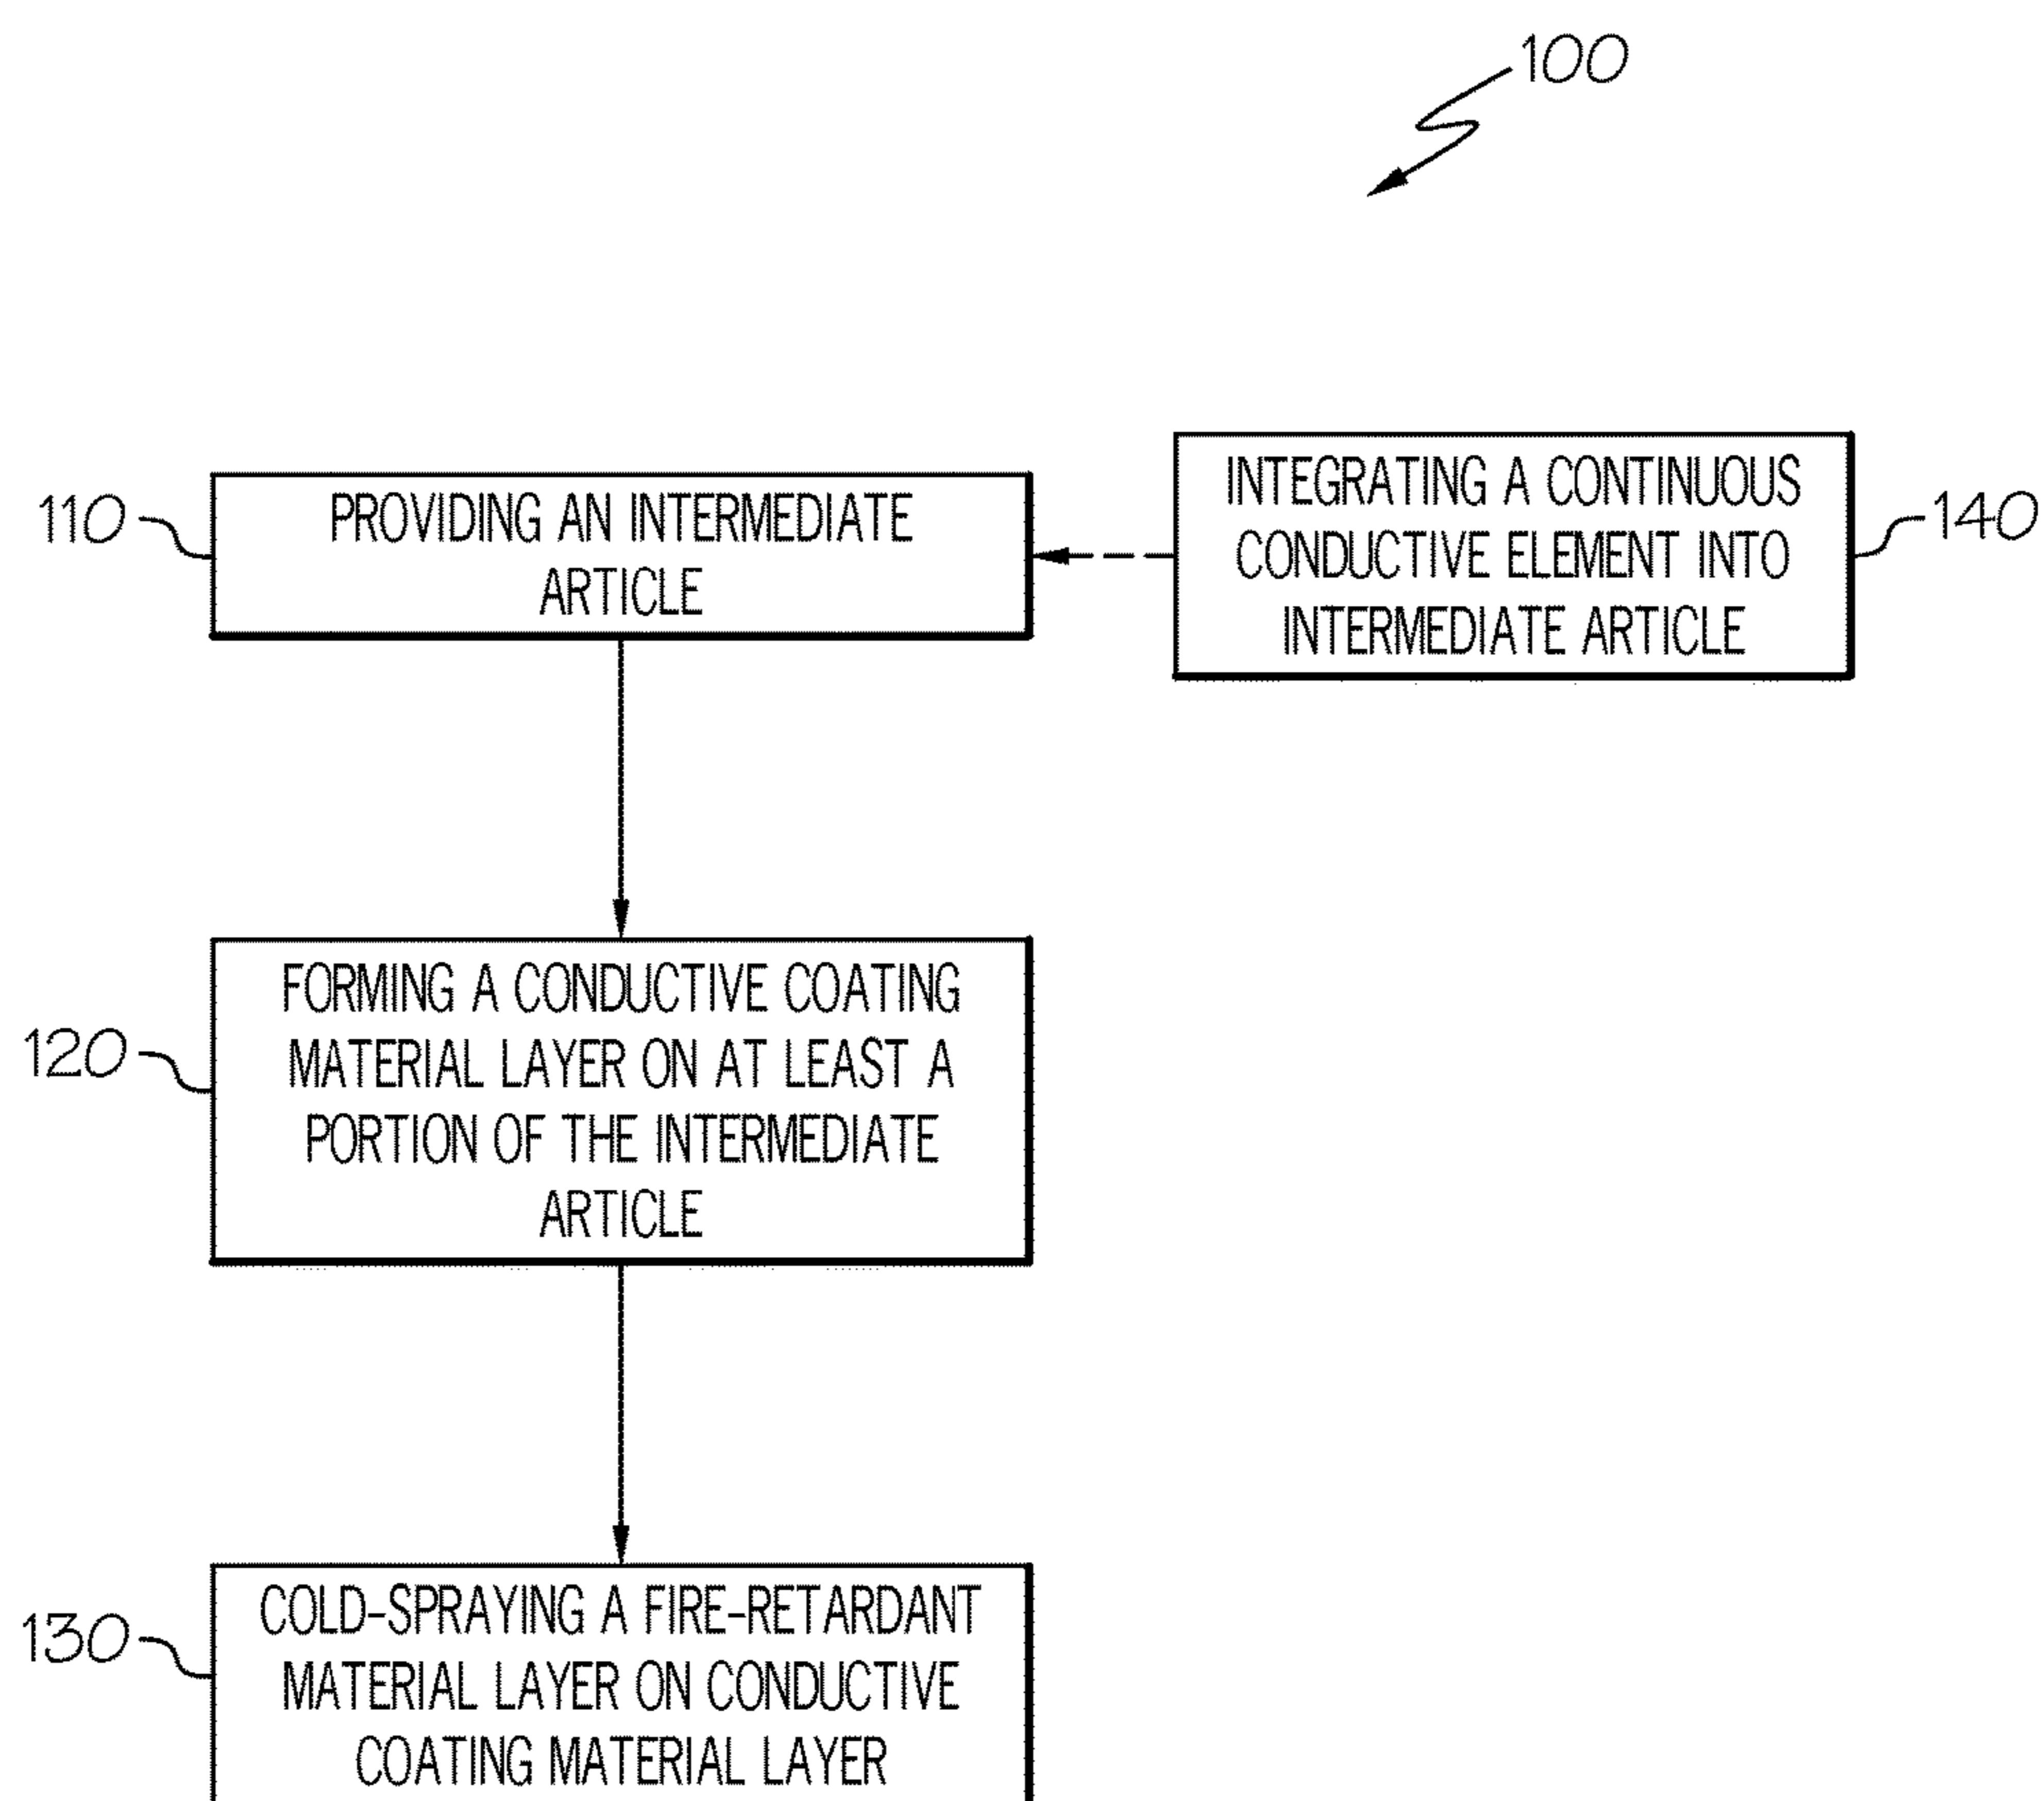 100
110
PROVIDING AN INTERMEDIATE
ARTICLE
INTEGRATING A CONTINUOUS
CONDUCTIVE ELEMENT INTO
INTERMEDIATE ARTICLE
140
120
FORMING A CONDUCTIVE COATING
MATERIAL LAYER ON AT LEAST A
PORTION OF THE INTERMEDIATE
ARTICLE
130
COLD-SPRAYING A FIRE-RETARDANT
MATERIAL LAYER ON CONDUCTIVE
COATING MATERIAL LAYER